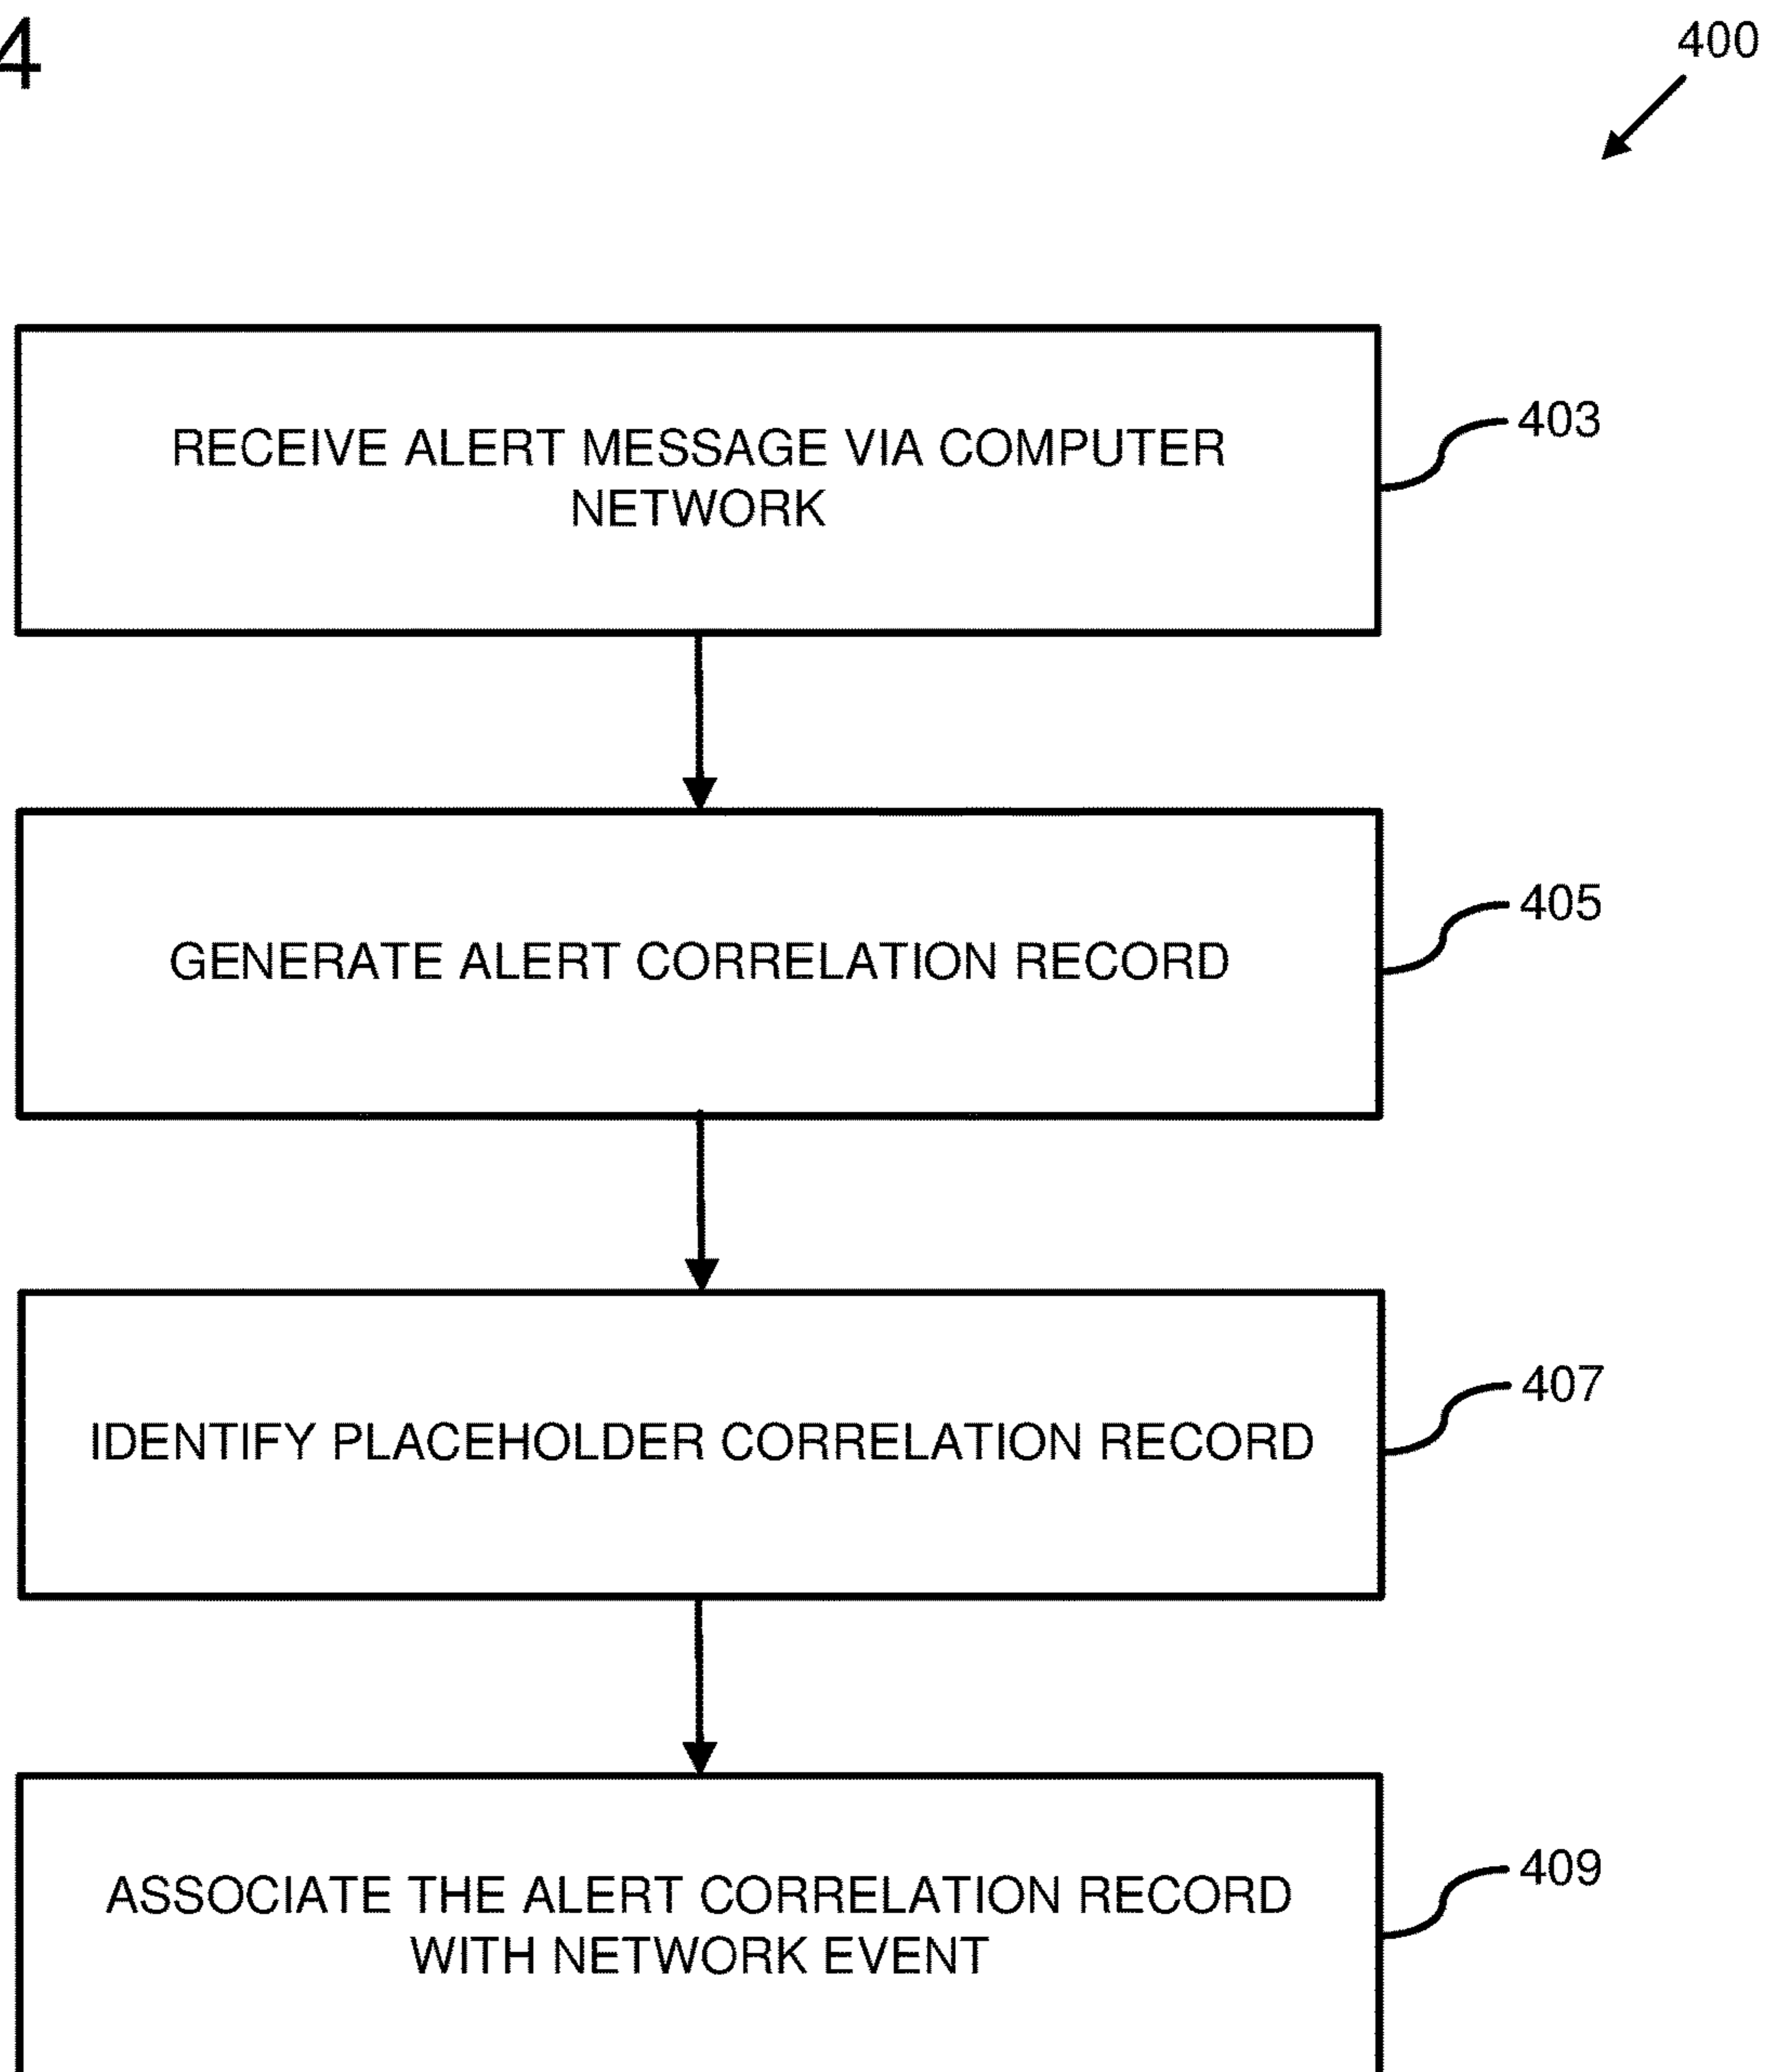 4
400
RECEIVE ALERT MESSAGE VIA COMPUTER
NETWORK
403
GENERATE ALERT CORRELATION RECORD
405
IDENTIFY PLACEHOLDER CORRELATION RECORD
407
ASSOCIATE THE ALERT CORRELATION RECORD
WITH NETWORK EVENT
409